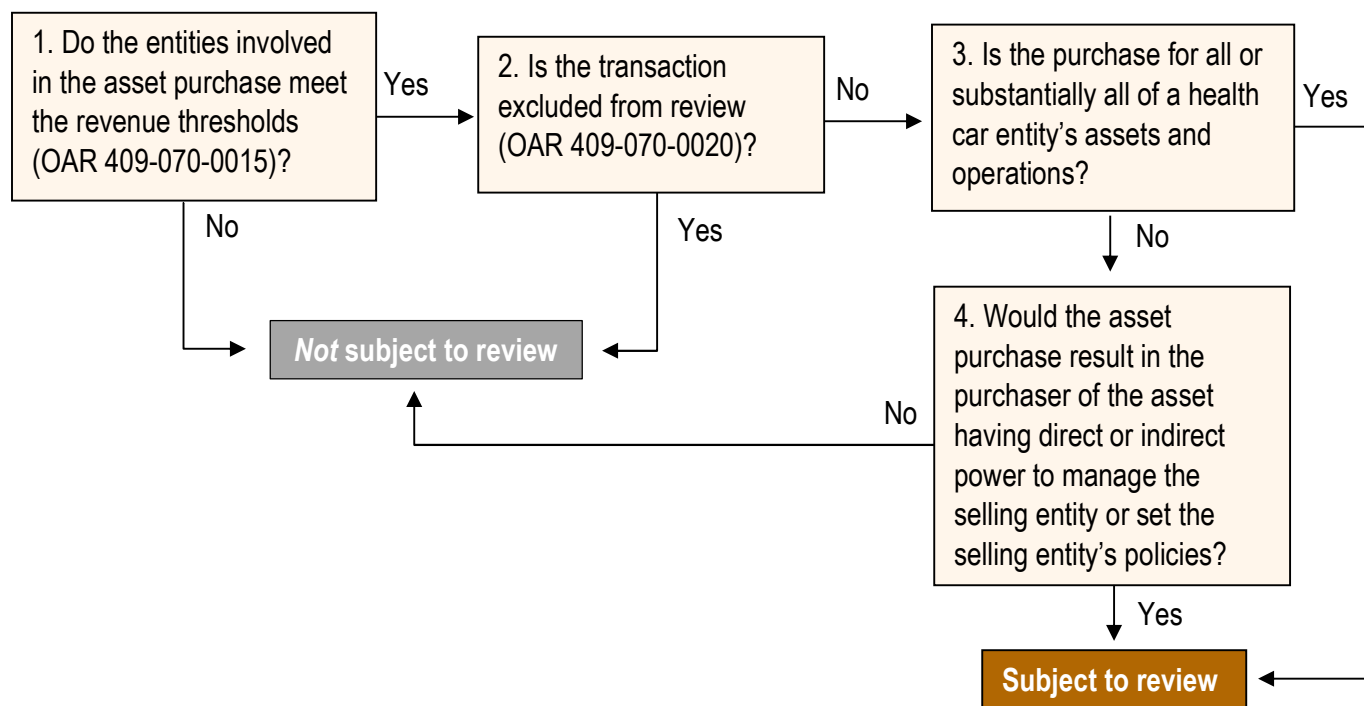 1. Do the entities involved
in the asset purchase meet
the revenue thresholds
(OAR 409-070-0015)?
Yes
2. Is the transaction
excluded from review
(OAR 409-070-0020)?
No
3. Is the purchase for all or
substantially all of a health
car entity’s assets and
operations?
Yes
No
Yes
No
Not subject to review
4. Would the asset
purchase result in the
purchaser of the asset
having direct or indirect
power to manage the
selling entity or set the
selling entity’s policies?
No
Yes
Subject to review